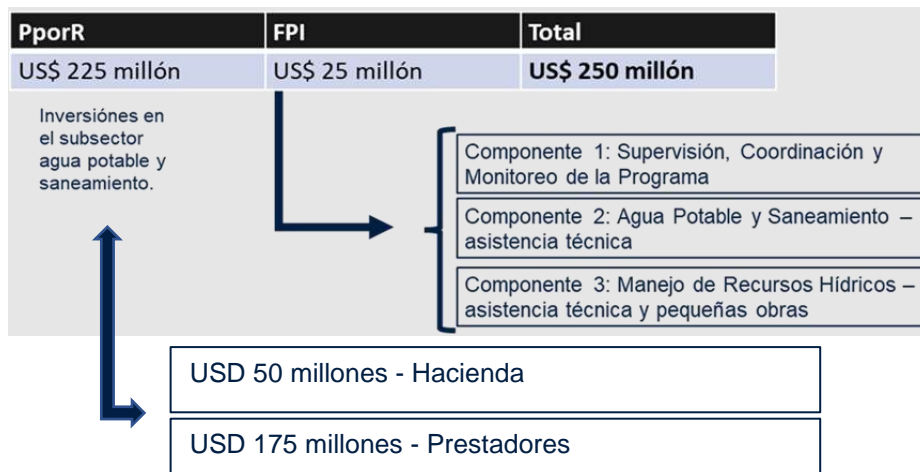 PporR FPI Total
US$ 225 millón US$ 25 millón US$ 250 millón
Inversiónes en
el subsector
agua potable y
saneamiento.
Componente 1: Supervisión, Coordinación y
Monitoreo de la Programa
Componente 2: Agua Potable y Saneamiento –
asistencia técnica
Componente 3: Manejo de Recursos Hídricos –
asistencia técnica y pequeñas obras
USD 50 millones - Hacienda
USD 175 millones - Prestadores